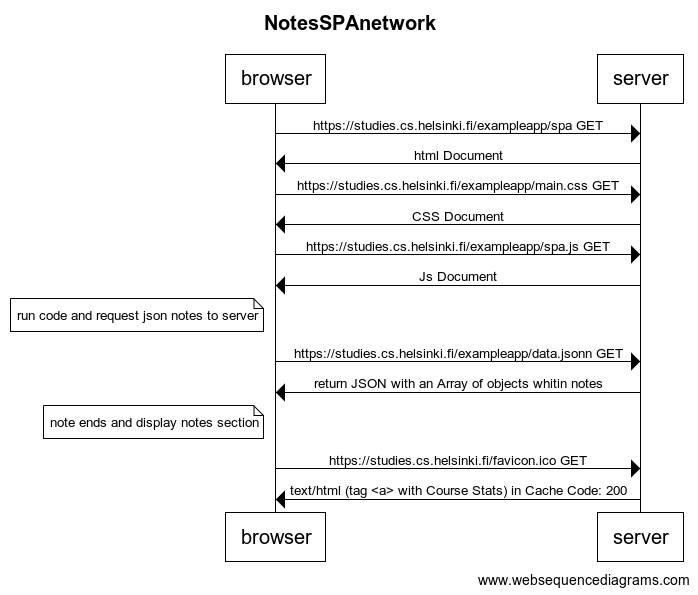 NotesSPAnetwork
browser
server
https://studies.cs.helsinki.fi/exampleapp/spa GET
html Document
https://studies.cs.helsinki.fi/exampleapp/main.css GET
CSS Document
https://studies.cs.helsinki.fi/exampleapp/spa.js GET
Js Document
run code and request json notes to server
https://studies.cs.helsinki.fi/exampleapp/data.jsonn GET
return JSON with an Array of objects whitin notes
note ends and display notes section
https://studies.cs.helsinki.fi/favicon.ico GET
text/html (tag <a> with Course Stats) in Cache Code: 200
browser
server
www.websequencediagrams.com